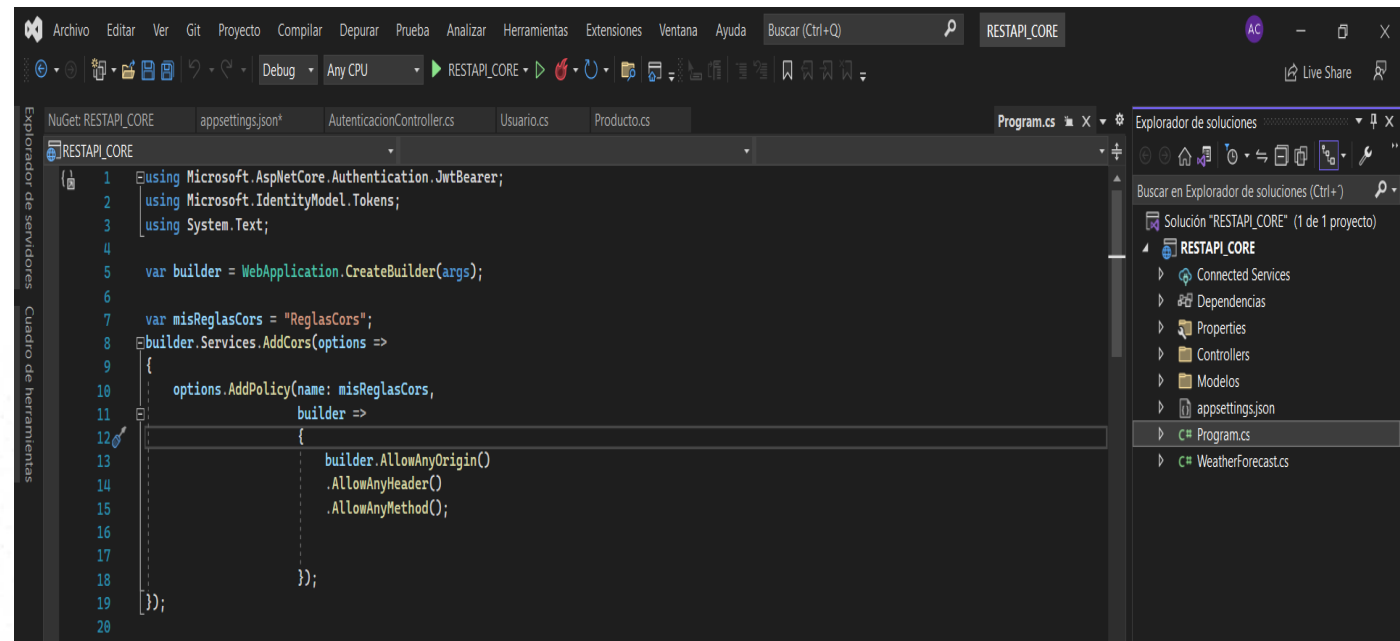 Archivo Editar Ver Git Proyecto Compilar Depurar Prueba Analizar Herramientas Extensiones Ventana Ayuda Buscar (Ctrl+Q) RESTAPI_CORE AC
Debug Any CPU RESTAPI_CORE Live Share
Explorador de servidores
Cuadro de herramientas
NuGet: RESTAPI_CORE appsettings.json* AutenticacionController.cs Usuario.cs Producto.cs Program.cs
RESTAPI_CORE
1 using Microsoft.AspNetCore.Authentication.JwtBearer;
2 using Microsoft.IdentityModel.Tokens;
3 using System.Text;
4
5 var builder = WebApplication.CreateBuilder(args);
6
7 var misReglasCors = "ReglasCors";
8 builder.Services.AddCors(options =>
9 {
10 options.AddPolicy(name: misReglasCors,
11 builder =>
12 {
13 builder.AllowAnyOrigin()
14 .AllowAnyHeader()
15 .AllowAnyMethod();
16
17
18 });
19 });
20
Explorador de soluciones
Buscar en Explorador de soluciones (Ctrl+´)
Solución "RESTAPI_CORE" (1 de 1 proyecto)
RESTAPI_CORE
Connected Services
Dependencias
Properties
Controllers
Modelos
appsettings.json
C# Program.cs
C# WeatherForecast.cs